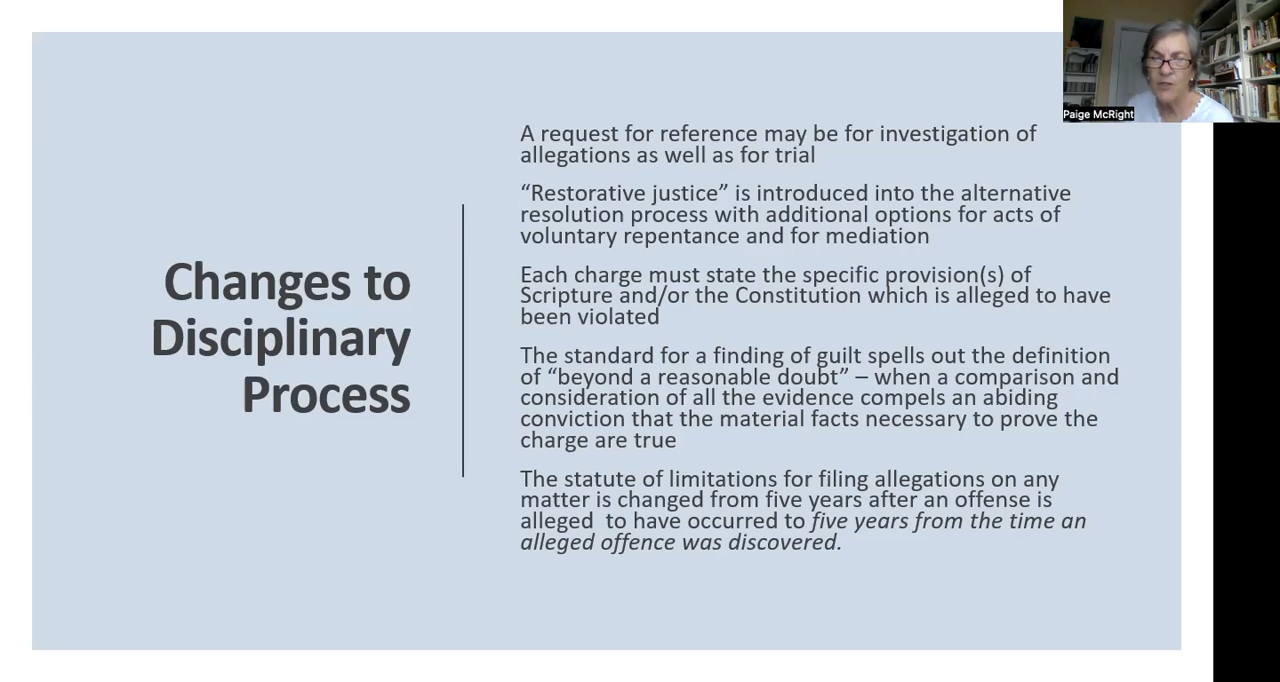 Paige McRight
Changes to
Disciplinary
Process
A request for reference may be for investigation of
allegations as well as for trial
“Restorative justice” is introduced into the alternative
resolution process with additional options for acts of
voluntary repentance and for mediation
Each charge must state the specific provision(s) of
Scripture and/or the Constitution which is alleged to have
been violated
The standard for a finding of guilt spells out the definition
of “beyond a reasonable doubt” – when a comparison and
consideration of all the evidence compels an abiding
conviction that the material facts necessary to prove the
charge are true
The statute of limitations for filing allegations on any
matter is changed from five years after an offense is
alleged  to have occurred to five years from the time an
alleged offence was discovered.